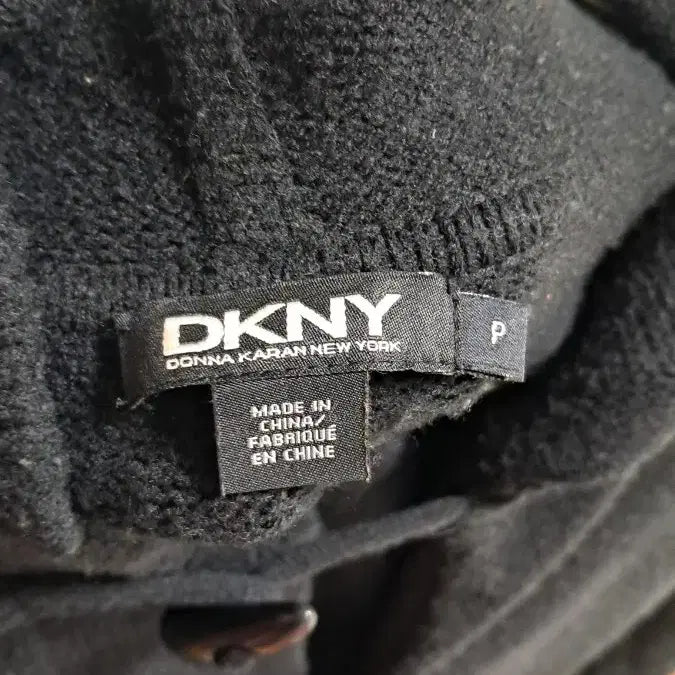 DKNY
DONNA KARAN NEW YORK
P
MADE IN
CHINA/
FABRIQUÉ
EN CHINE